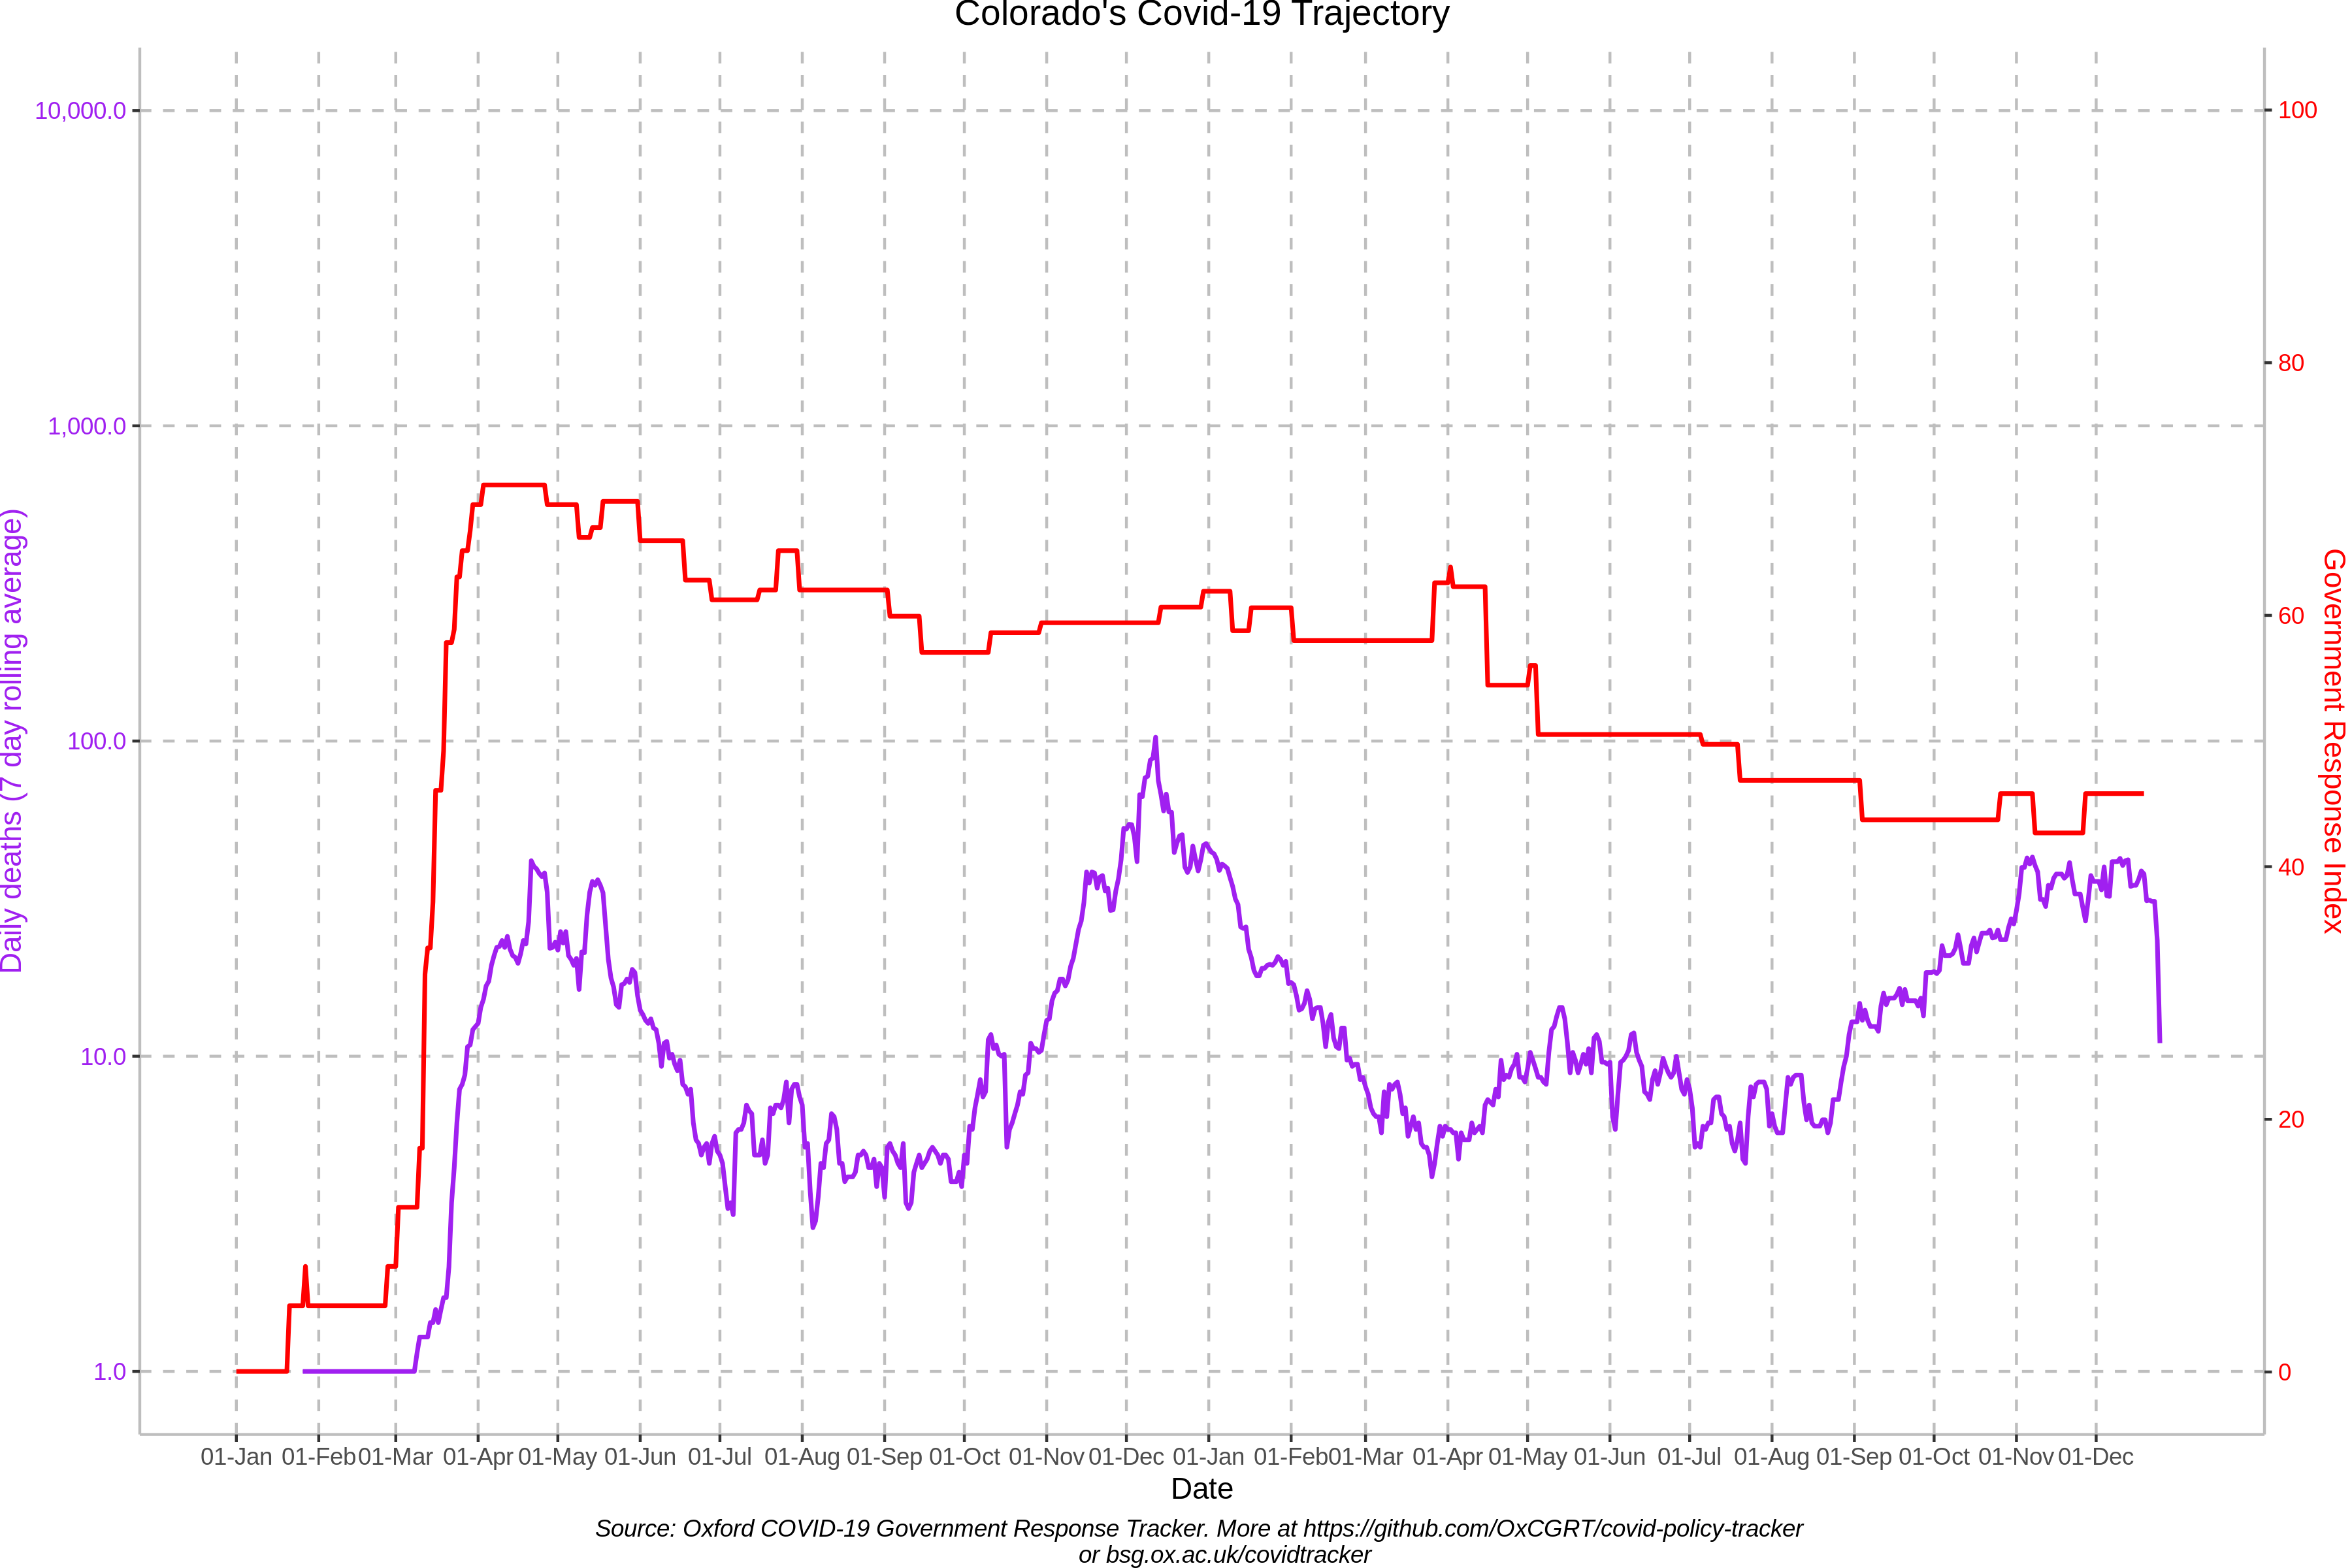 Colorado's Covid-19 Trajectory
10,000.0
1,000.0
100.0
10.0
1.0
Daily deaths (7 day rolling average)
100
80
60
40
20
0
Government Response Index
01-Jan 01-Feb 01-Mar 01-Apr 01-May 01-Jun 01-Jul 01-Aug 01-Sep 01-Oct 01-Nov 01-Dec 01-Jan 01-Feb 01-Mar 01-Apr 01-May 01-Jun 01-Jul 01-Aug 01-Sep 01-Oct 01-Nov 01-Dec
Date
Source: Oxford COVID-19 Government Response Tracker. More at https://github.com/OxCGRT/covid-policy-tracker
or bsg.ox.ac.uk/covidtracker